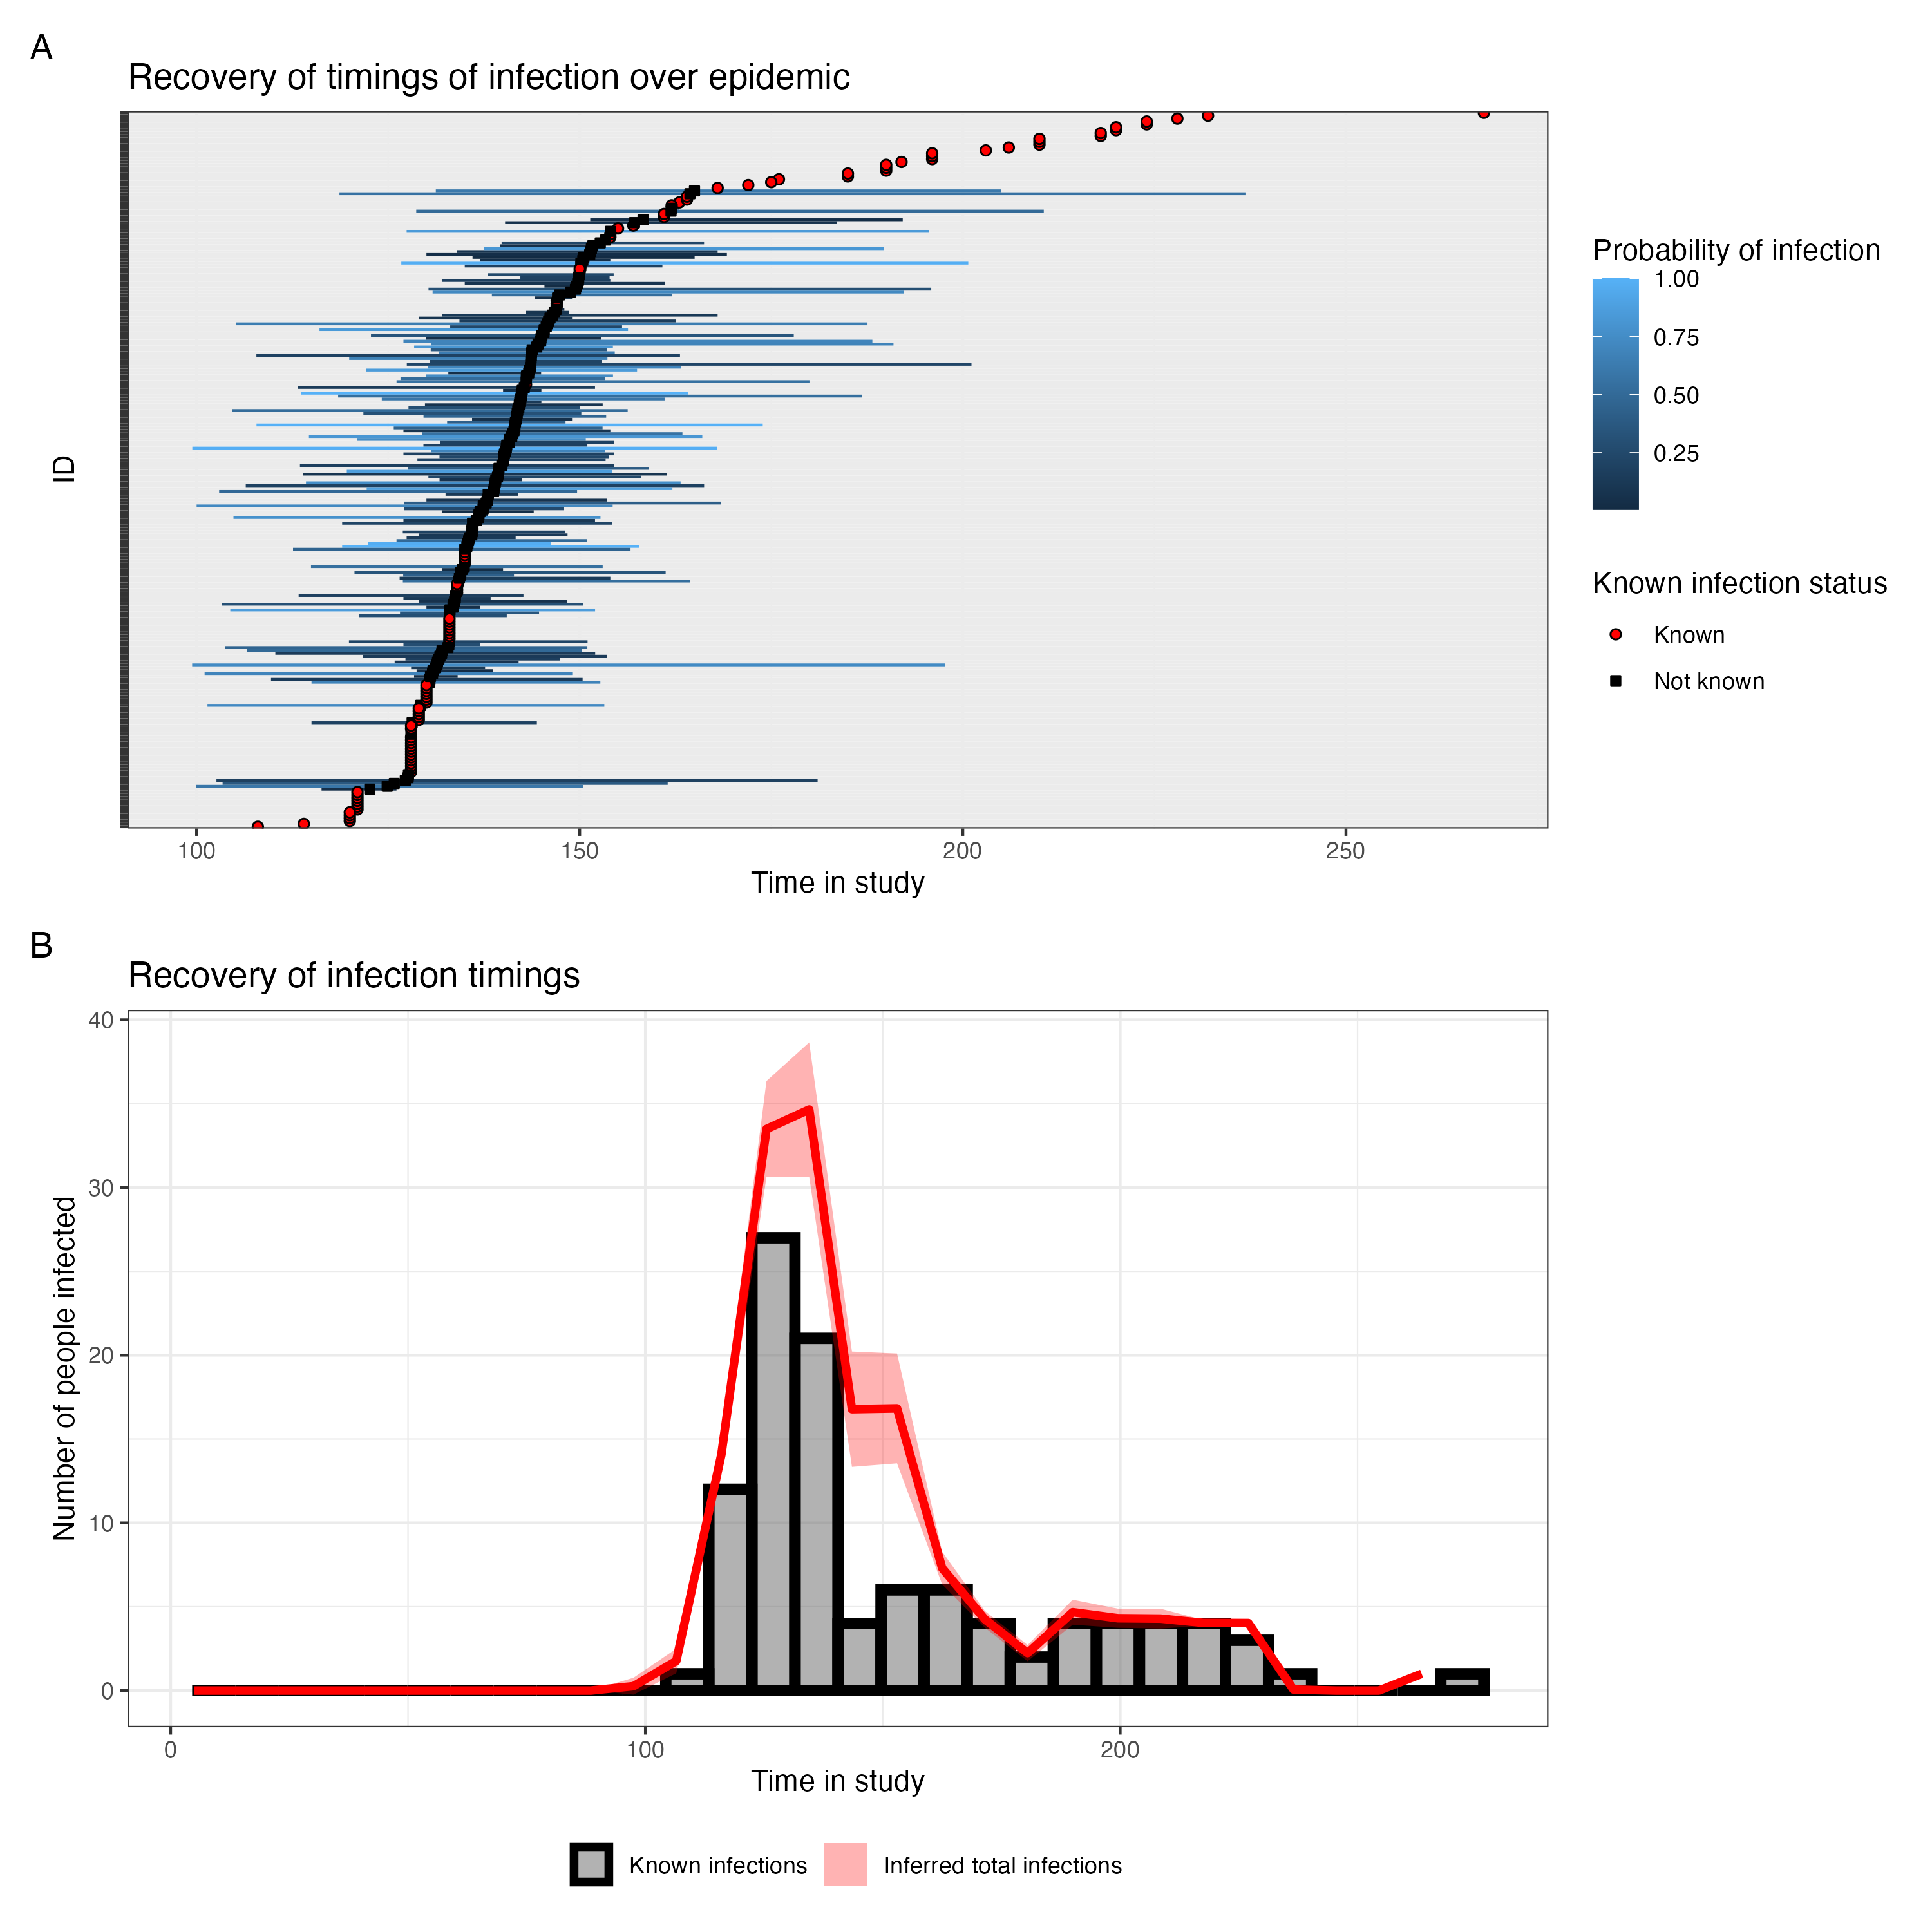 A
Recovery of timings of infection over epidemic
ID
100 150 200 250
Time in study
Probability of infection
1.00
0.75
0.50
0.25
Known infection status
Known
Not known
B
Recovery of infection timings
Number of people infected
40
30
20
10
0
0 100 200
Time in study
Known infections Inferred total infections